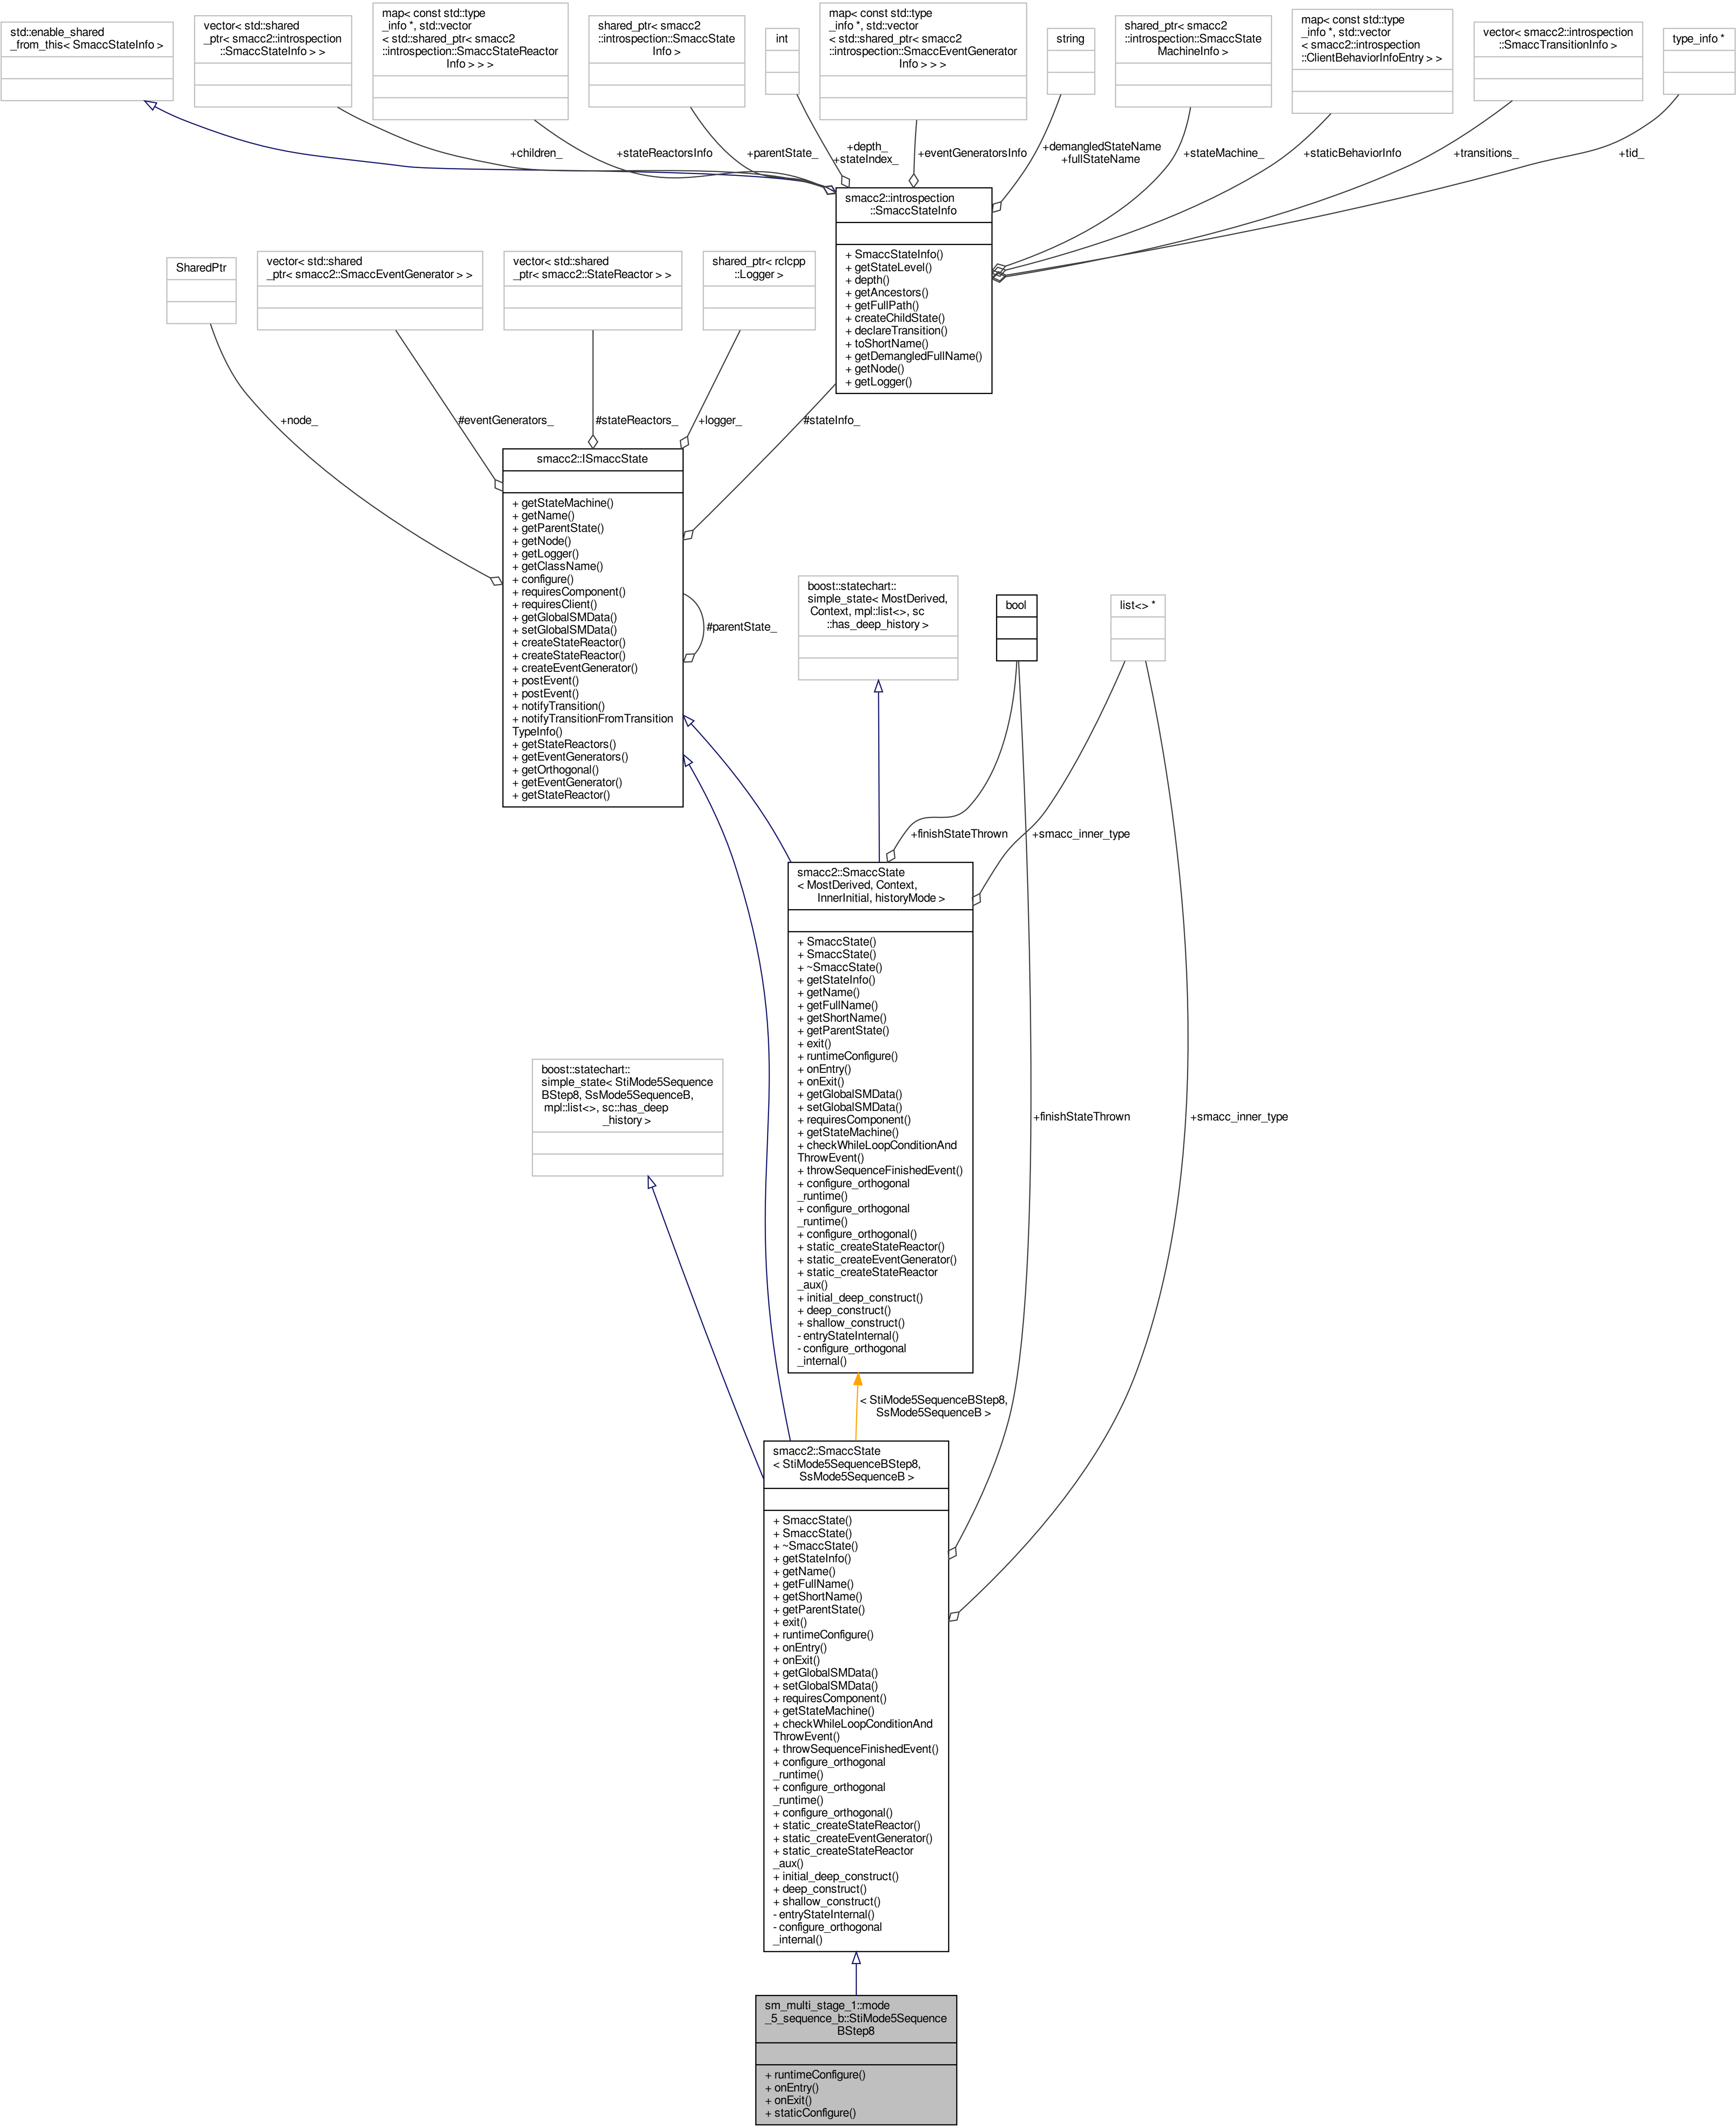 std::enable_shared
_from_this< SmaccStateInfo >
vector< std::shared
_ptr< smacc2::introspection
::SmaccStateInfo > >
map< const std::type
_info *, std::vector
< std::shared_ptr< smacc2
::introspection::SmaccStateReactor
Info > > >
shared_ptr< smacc2
::introspection::SmaccState
Info >
int
map< const std::type
_info *, std::vector
< std::shared_ptr< smacc2
::introspection::SmaccEventGenerator
Info > > >
string
shared_ptr< smacc2
::introspection::SmaccState
MachineInfo >
map< const std::type
_info *, std::vector
< smacc2::introspection
::ClientBehaviorInfoEntry > >
vector< smacc2::introspection
::SmaccTransitionInfo >
type_info *
+children_
+stateReactorsInfo
+parentState_
+depth_
+stateIndex_
+eventGeneratorsInfo
+demangledStateName
+fullStateName
+stateMachine_
+staticBehaviorInfo
+transitions_
+tid_
smacc2::introspection
::SmaccStateInfo
+ SmaccStateInfo()
+ getStateLevel()
+ depth()
+ getAncestors()
+ getFullPath()
+ createChildState()
+ declareTransition()
+ toShortName()
+ getDemangledFullName()
+ getNode()
+ getLogger()
SharedPtr
vector< std::shared
_ptr< smacc2::SmaccEventGenerator > >
vector< std::shared
_ptr< smacc2::StateReactor > >
shared_ptr< rclcpp
::Logger >
+node_
#eventGenerators_
#stateReactors_
+logger_
#stateInfo_
smacc2::ISmaccState
+ getStateMachine()
+ getName()
+ getParentState()
+ getNode()
+ getLogger()
+ getClassName()
+ configure()
+ requiresComponent()
+ requiresClient()
+ getGlobalSMData()
+ setGlobalSMData()
+ createStateReactor()
+ createStateReactor()
+ createEventGenerator()
+ postEvent()
+ postEvent()
+ notifyTransition()
+ notifyTransitionFromTransition
TypeInfo()
+ getStateReactors()
+ getEventGenerators()
+ getOrthogonal()
+ getEventGenerator()
+ getStateReactor()
#parentState_
boost::statechart::
simple_state< MostDerived,
Context, mpl::list<>, sc
::has_deep_history >
bool
list<> *
+finishStateThrown
+smacc_inner_type
smacc2::SmaccState
< MostDerived, Context,
InnerInitial, historyMode >
+ SmaccState()
+ SmaccState()
+ ~SmaccState()
+ getStateInfo()
+ getName()
+ getFullName()
+ getShortName()
+ getParentState()
+ exit()
+ runtimeConfigure()
+ onEntry()
+ onExit()
+ getGlobalSMData()
+ setGlobalSMData()
+ requiresComponent()
+ getStateMachine()
+ checkWhileLoopConditionAnd
ThrowEvent()
+ throwSequenceFinishedEvent()
+ configure_orthogonal
_runtime()
+ configure_orthogonal
_runtime()
+ configure_orthogonal()
+ static_createStateReactor()
+ static_createEventGenerator()
+ static_createStateReactor
_aux()
+ initial_deep_construct()
+ deep_construct()
+ shallow_construct()
- entryStateInternal()
- configure_orthogonal
_internal()
boost::statechart::
simple_state< StiMode5Sequence
BStep8, SsMode5SequenceB,
mpl::list<>, sc::has_deep
_history >
+finishStateThrown
+smacc_inner_type
< StiMode5SequenceBStep8,
SsMode5SequenceB >
smacc2::SmaccState
< StiMode5SequenceBStep8,
SsMode5SequenceB >
+ SmaccState()
+ SmaccState()
+ ~SmaccState()
+ getStateInfo()
+ getName()
+ getFullName()
+ getShortName()
+ getParentState()
+ exit()
+ runtimeConfigure()
+ onEntry()
+ onExit()
+ getGlobalSMData()
+ setGlobalSMData()
+ requiresComponent()
+ getStateMachine()
+ checkWhileLoopConditionAnd
ThrowEvent()
+ throwSequenceFinishedEvent()
+ configure_orthogonal
_runtime()
+ configure_orthogonal
_runtime()
+ configure_orthogonal()
+ static_createStateReactor()
+ static_createEventGenerator()
+ static_createStateReactor
_aux()
+ initial_deep_construct()
+ deep_construct()
+ shallow_construct()
- entryStateInternal()
- configure_orthogonal
_internal()
sm_multi_stage_1::mode
_5_sequence_b::StiMode5Sequence
BStep8
+ runtimeConfigure()
+ onEntry()
+ onExit()
+ staticConfigure()